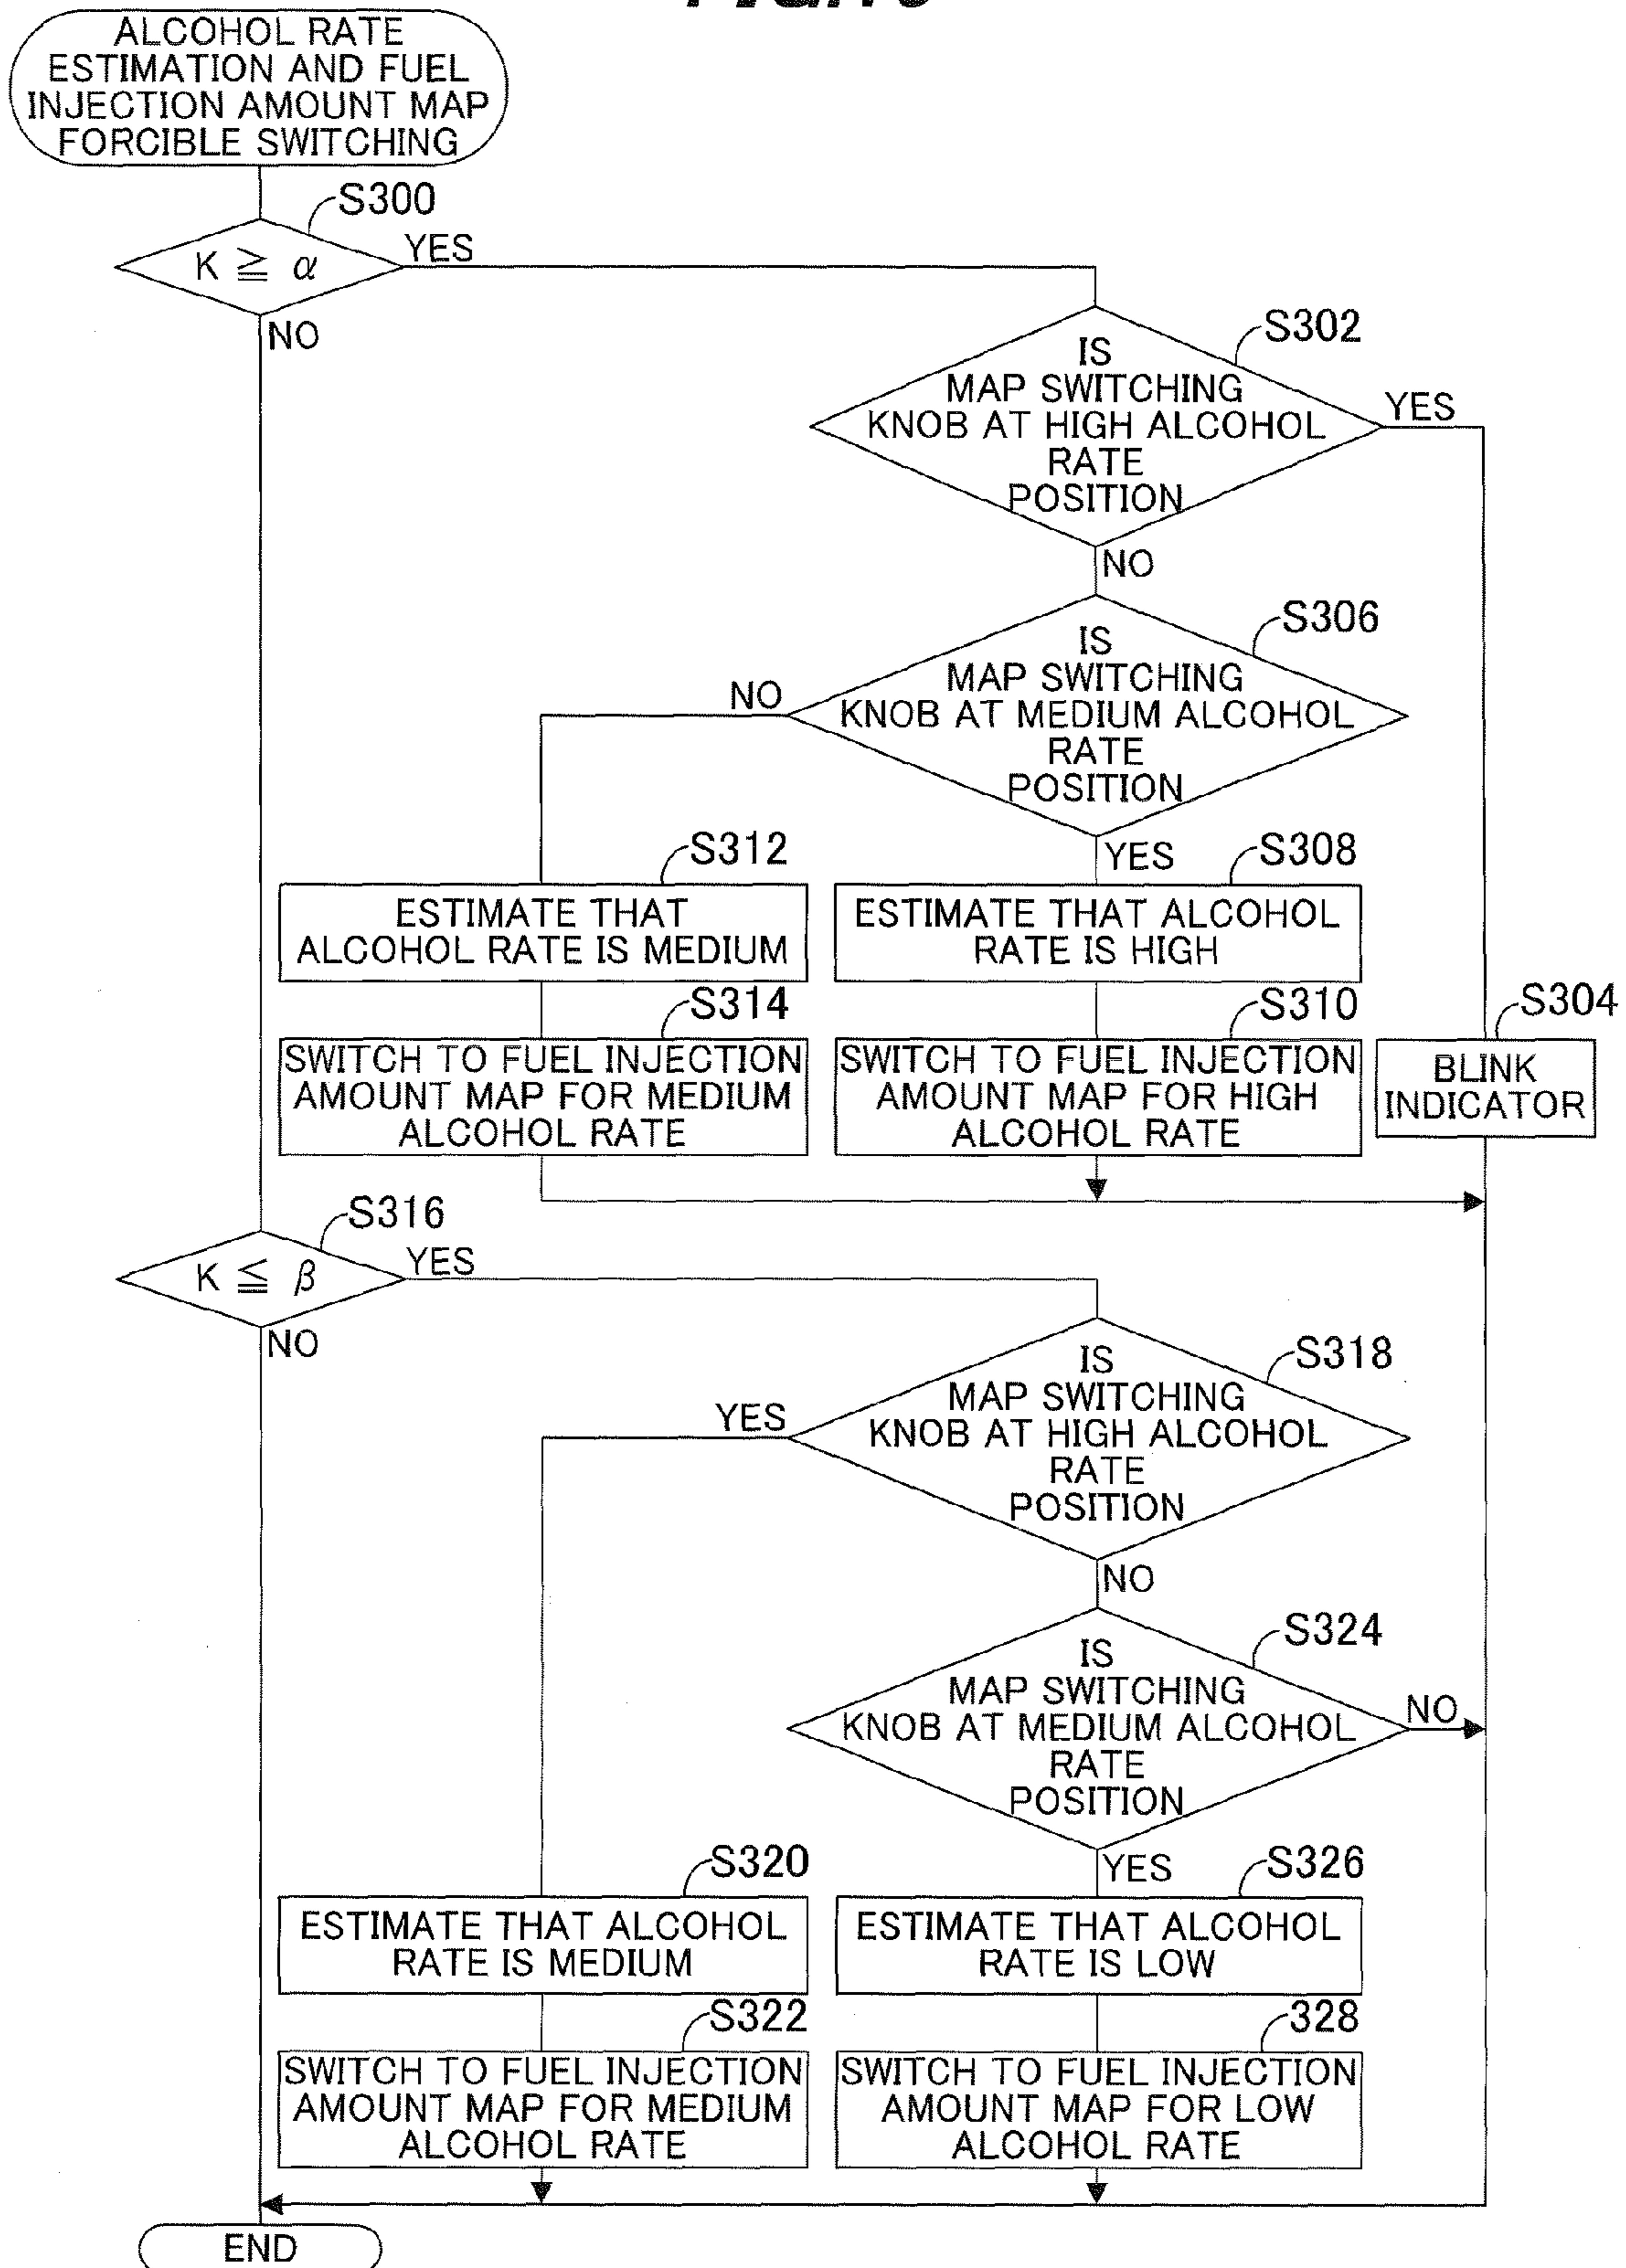 ALCOHOL RATE
ESTIMATION AND FUEL
INJECTION AMOUNT MAP
FORCIBLE SWITCHING
S300
K ≧ α
YES
NO
S302
IS
MAP SWITCHING
KNOB AT HIGH ALCOHOL
RATE
POSITION
YES
NO
S306
IS
MAP SWITCHING
KNOB AT MEDIUM ALCOHOL
RATE
POSITION
NO
YES
S312
ESTIMATE THAT
ALCOHOL RATE IS MEDIUM
S308
ESTIMATE THAT ALCOHOL
RATE IS HIGH
S314
SWITCH TO FUEL INJECTION
AMOUNT MAP FOR MEDIUM
ALCOHOL RATE
S310
SWITCH TO FUEL INJECTION
AMOUNT MAP FOR HIGH
ALCOHOL RATE
S304
BLINK
INDICATOR
S316
K ≦ β
YES
NO
S318
IS
MAP SWITCHING
KNOB AT HIGH ALCOHOL
RATE
POSITION
YES
NO
S324
IS
MAP SWITCHING
KNOB AT MEDIUM ALCOHOL
RATE
POSITION
NO
YES
S320
ESTIMATE THAT ALCOHOL
RATE IS MEDIUM
S326
ESTIMATE THAT ALCOHOL
RATE IS LOW
S322
SWITCH TO FUEL INJECTION
AMOUNT MAP FOR MEDIUM
ALCOHOL RATE
328
SWITCH TO FUEL INJECTION
AMOUNT MAP FOR LOW
ALCOHOL RATE
END